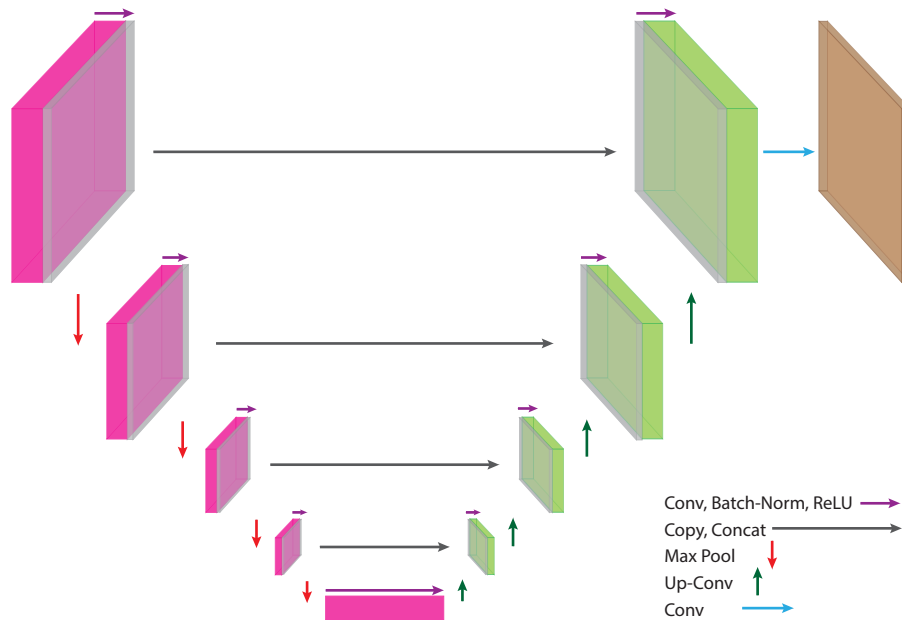 Conv, Batch-Norm, ReLU
Copy, Concat
Max Pool
Up-Conv
Conv